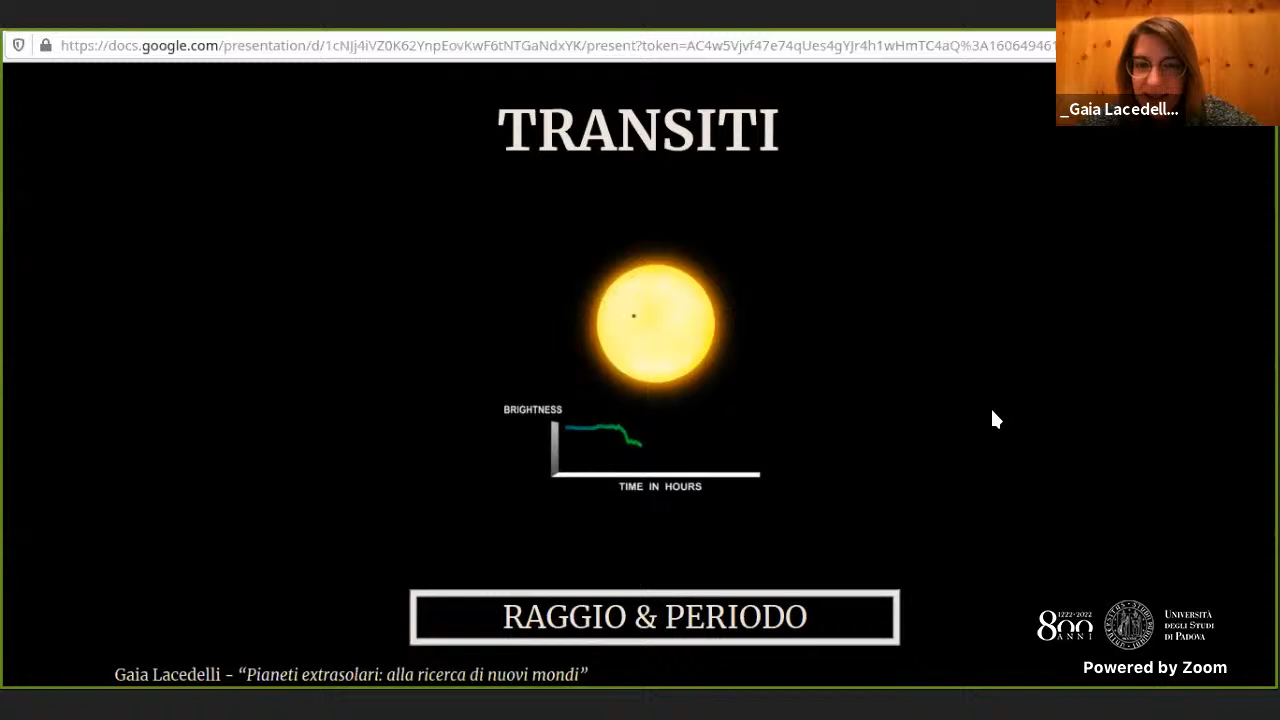 https://docs.google.com/presentation/d/1cNJj4iVZ0K62YnpEovKwF6tNTGaNdxYK/present?token=AC4w5Vjvf47e74qUes4gYJr4h1wHmTC4aQ%3A160649461
_Gaia Lacedell...
TRANSITI
BRIGHTNESS
TIME IN HOURS
RAGGIO & PERIODO
1222·2022
800
ANNI
UNIVERSITÀ
DEGLI STUDI
DI PADOVA
Powered by Zoom
Gaia Lacedelli - “Pianeti extrasolari: alla ricerca di nuovi mondi”